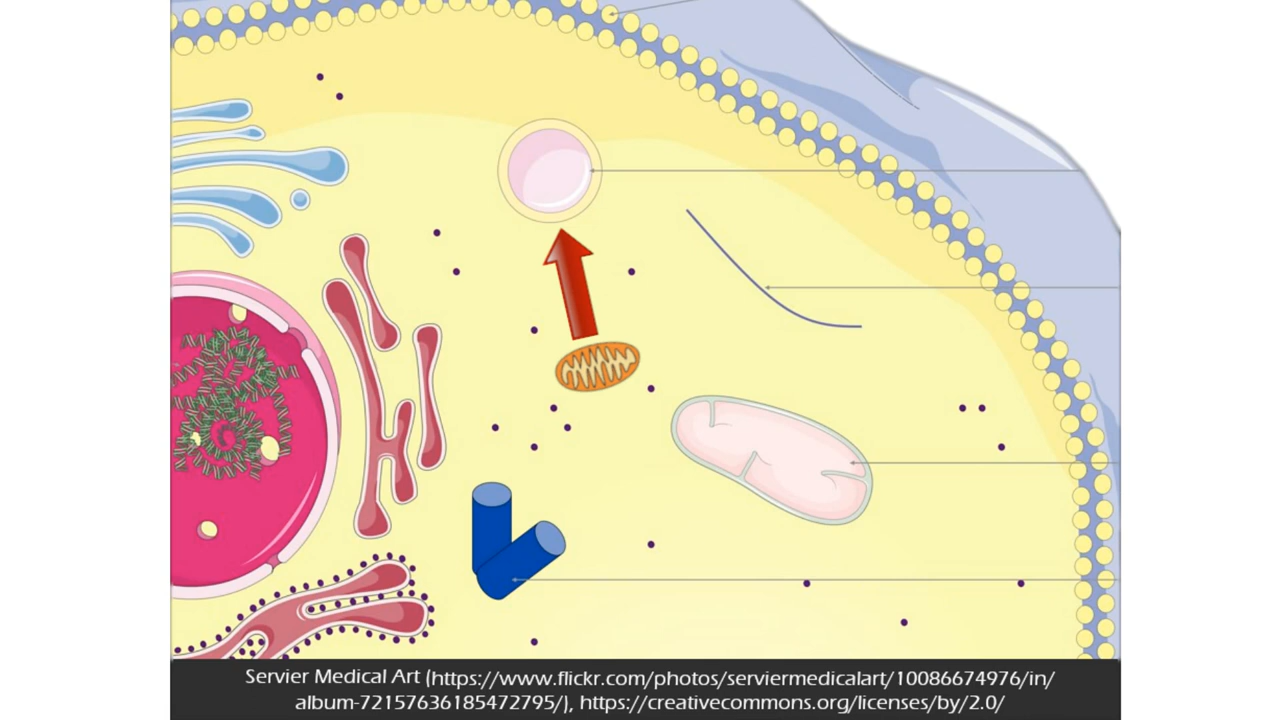 Servier Medical Art (https://www.flickr.com/photos/serviermedicalart/10086674976/in/
album-72157636185472795/), https://creativecommons.org/licenses/by/2.0/